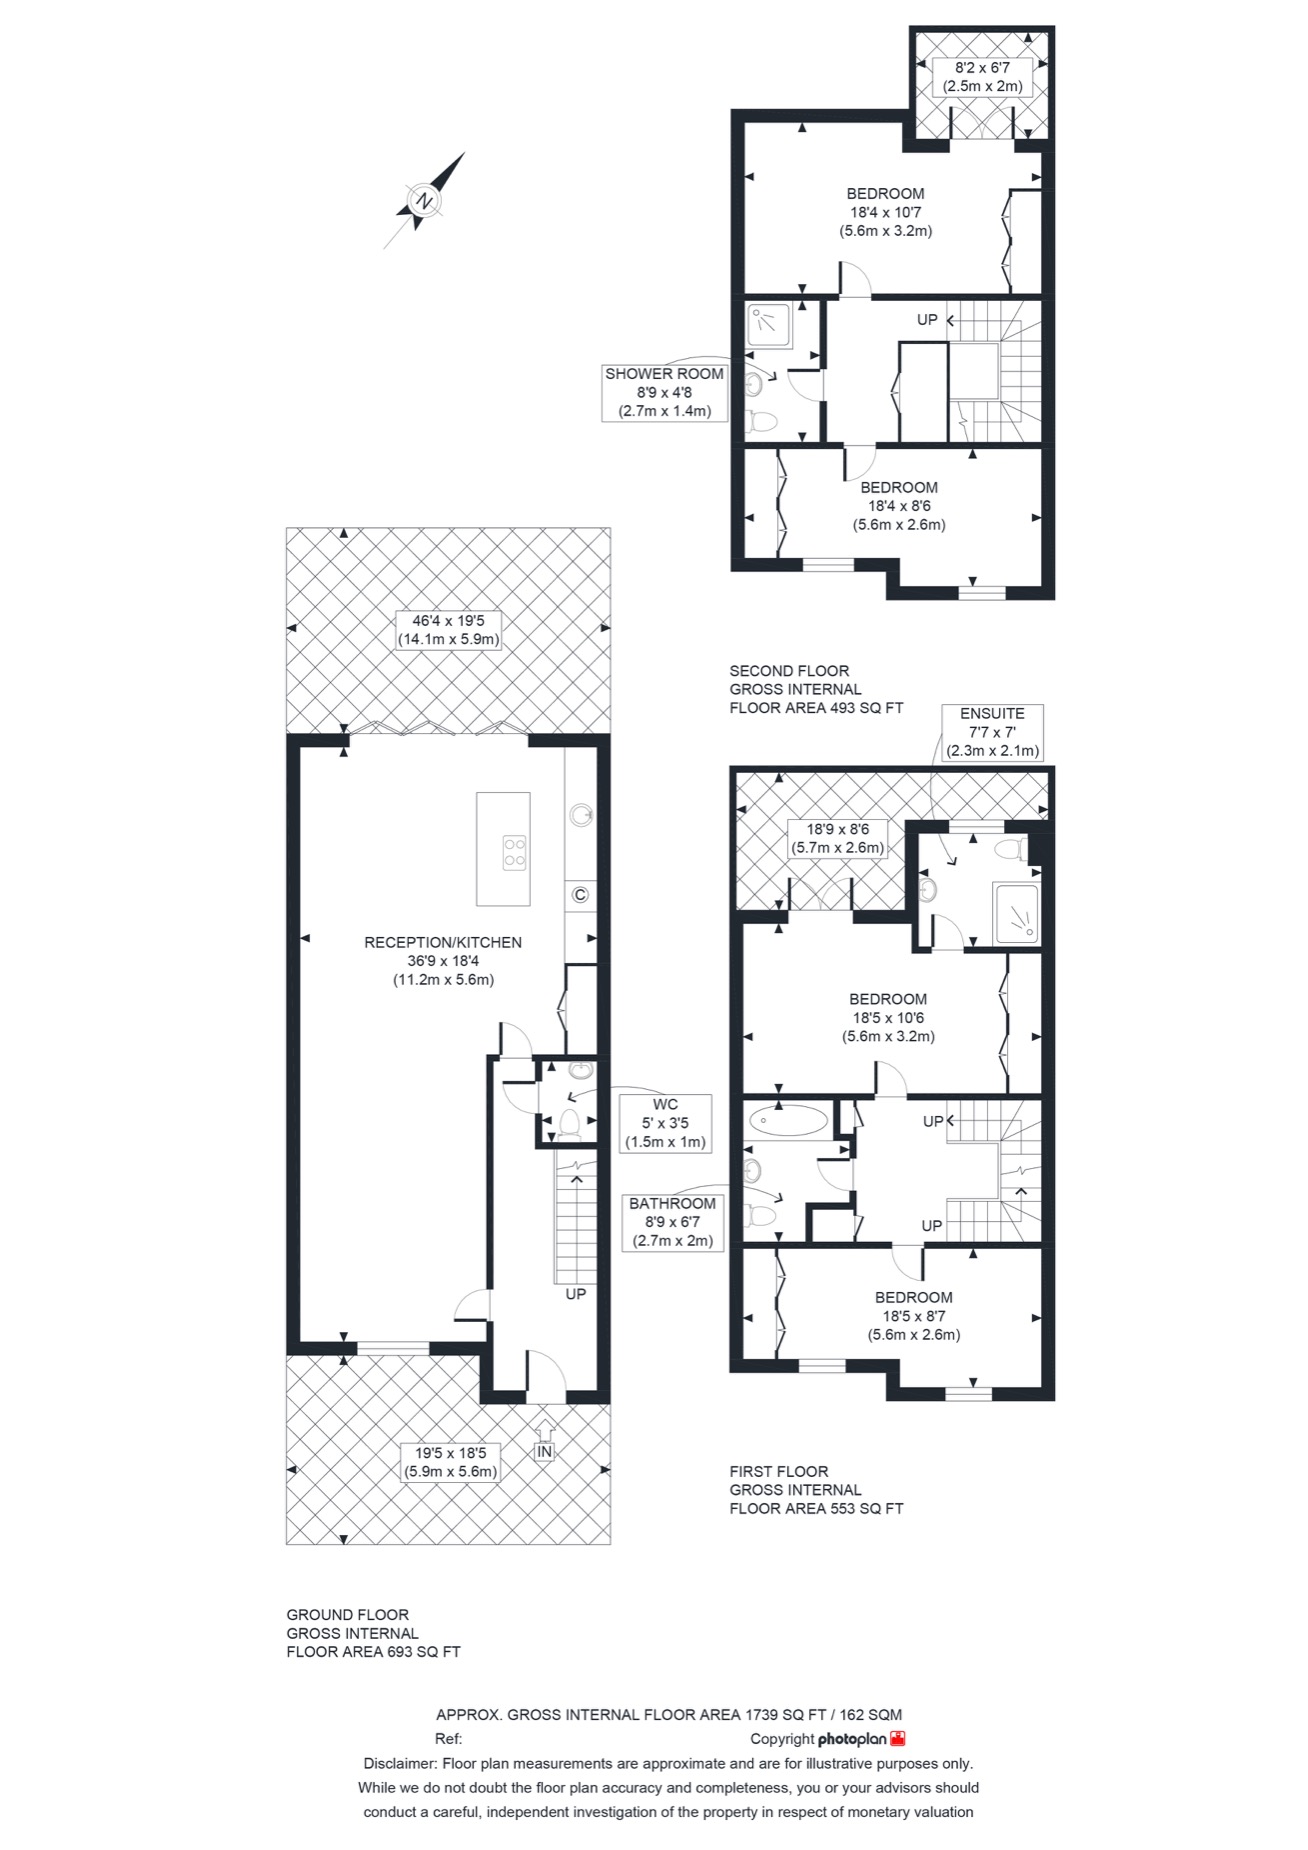 N
46'4 x 19'5
(14.1m x 5.9m)
RECEPTION/KITCHEN
36'9 x 18'4
(11.2m x 5.6m)
C
UP
WC
5' x 3'5
(1.5m x 1m)
19'5 x 18'5
(5.9m x 5.6m)
IN
GROUND FLOOR
GROSS INTERNAL
FLOOR AREA 693 SQ FT
18'9 x 8'6
(5.7m x 2.6m)
ENSUITE
7'7 x 7'
(2.3m x 2.1m)
BEDROOM
18'5 x 10'6
(5.6m x 3.2m)
BATHROOM
8'9 x 6'7
(2.7m x 2m)
UP
UP
BEDROOM
18'5 x 8'7
(5.6m x 2.6m)
FIRST FLOOR
GROSS INTERNAL
FLOOR AREA 553 SQ FT
8'2 x 6'7
(2.5m x 2m)
BEDROOM
18'4 x 10'7
(5.6m x 3.2m)
SHOWER ROOM
8'9 x 4'8
(2.7m x 1.4m)
UP
BEDROOM
18'4 x 8'6
(5.6m x 2.6m)
SECOND FLOOR
GROSS INTERNAL
FLOOR AREA 493 SQ FT
APPROX. GROSS INTERNAL FLOOR AREA 1739 SQ FT / 162 SQM
Ref: Copyright photoplan
Disclaimer: Floor plan measurements are approximate and are for illustrative purposes only.
While we do not doubt the floor plan accuracy and completeness, you or your advisors should
conduct a careful, independent investigation of the property in respect of monetary valuation